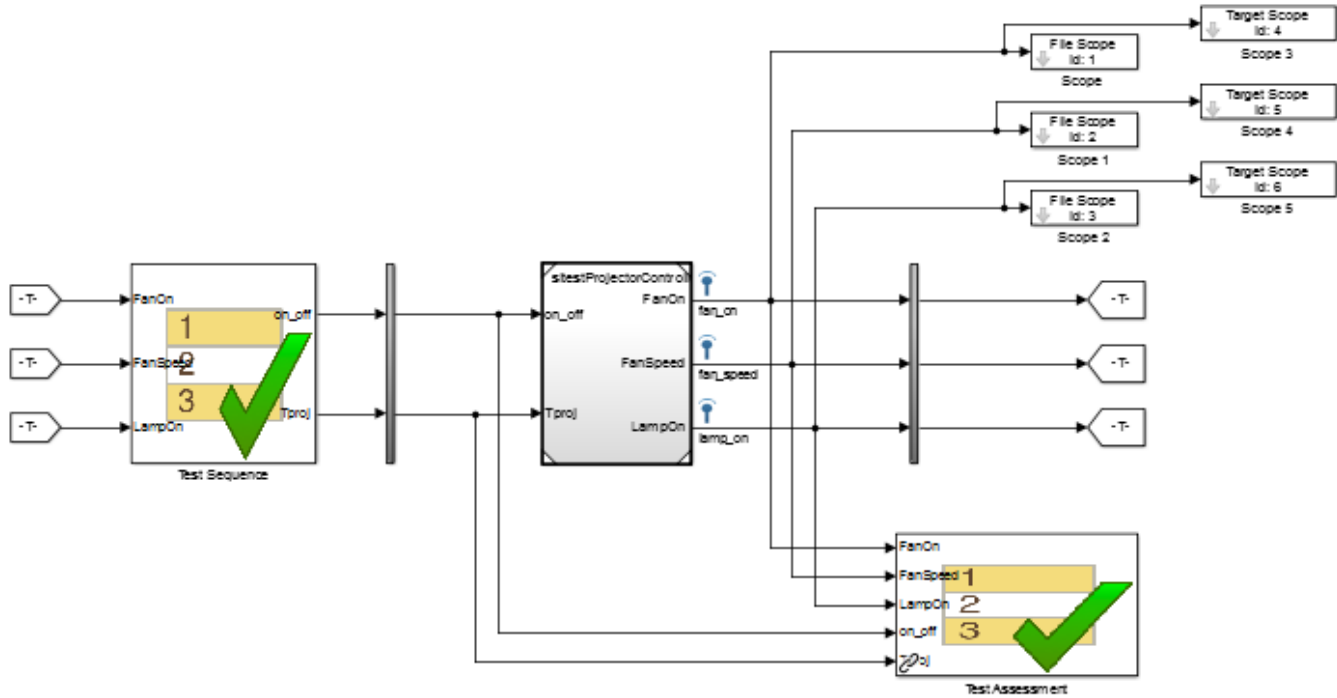 Target Scope
Id: 4
Scope 3
File Scope
Id: 1
Scope
Target Scope
Id: 5
Scope 4
File Scope
Id: 2
Scope 1
Target Scope
Id: 6
Scope 5
File Scope
Id: 3
Scope 2
-T-
-T-
-T-
FanOn
FanSpeed
LampOn
1
2
3
on_off
Tproj
Test Sequence
on_off
Tproj
FanOn
FanSpeed
LampOn
fan_on
fan_speed
lamp_on
-T-
-T-
-T-
FanOn
FanSpeed
LampOn
on_off
1
2
3
Test Assessment